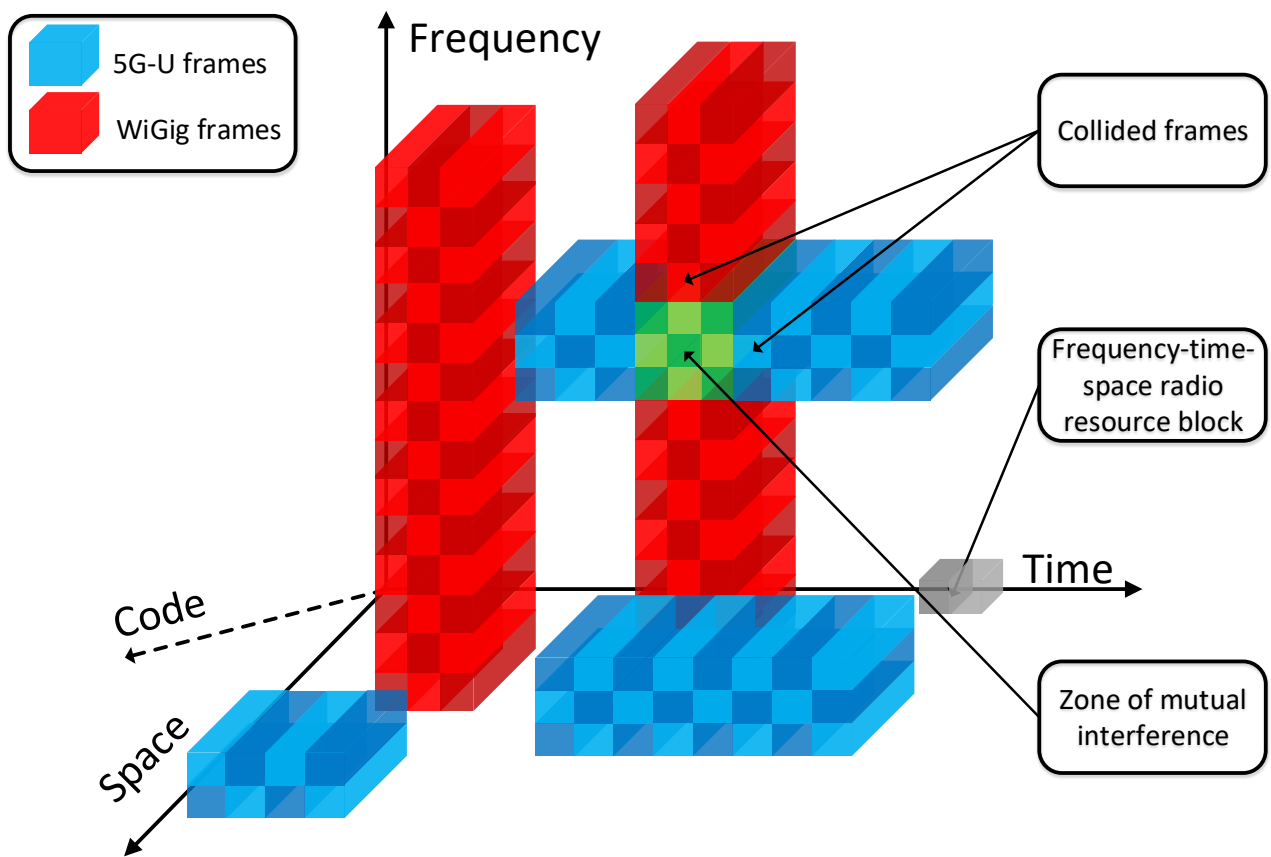 5G-U frames
WiGig frames
Frequency
Collided frames
Frequency-time-
space radio
resource block
Time
Code
Space
Zone of mutual
interference